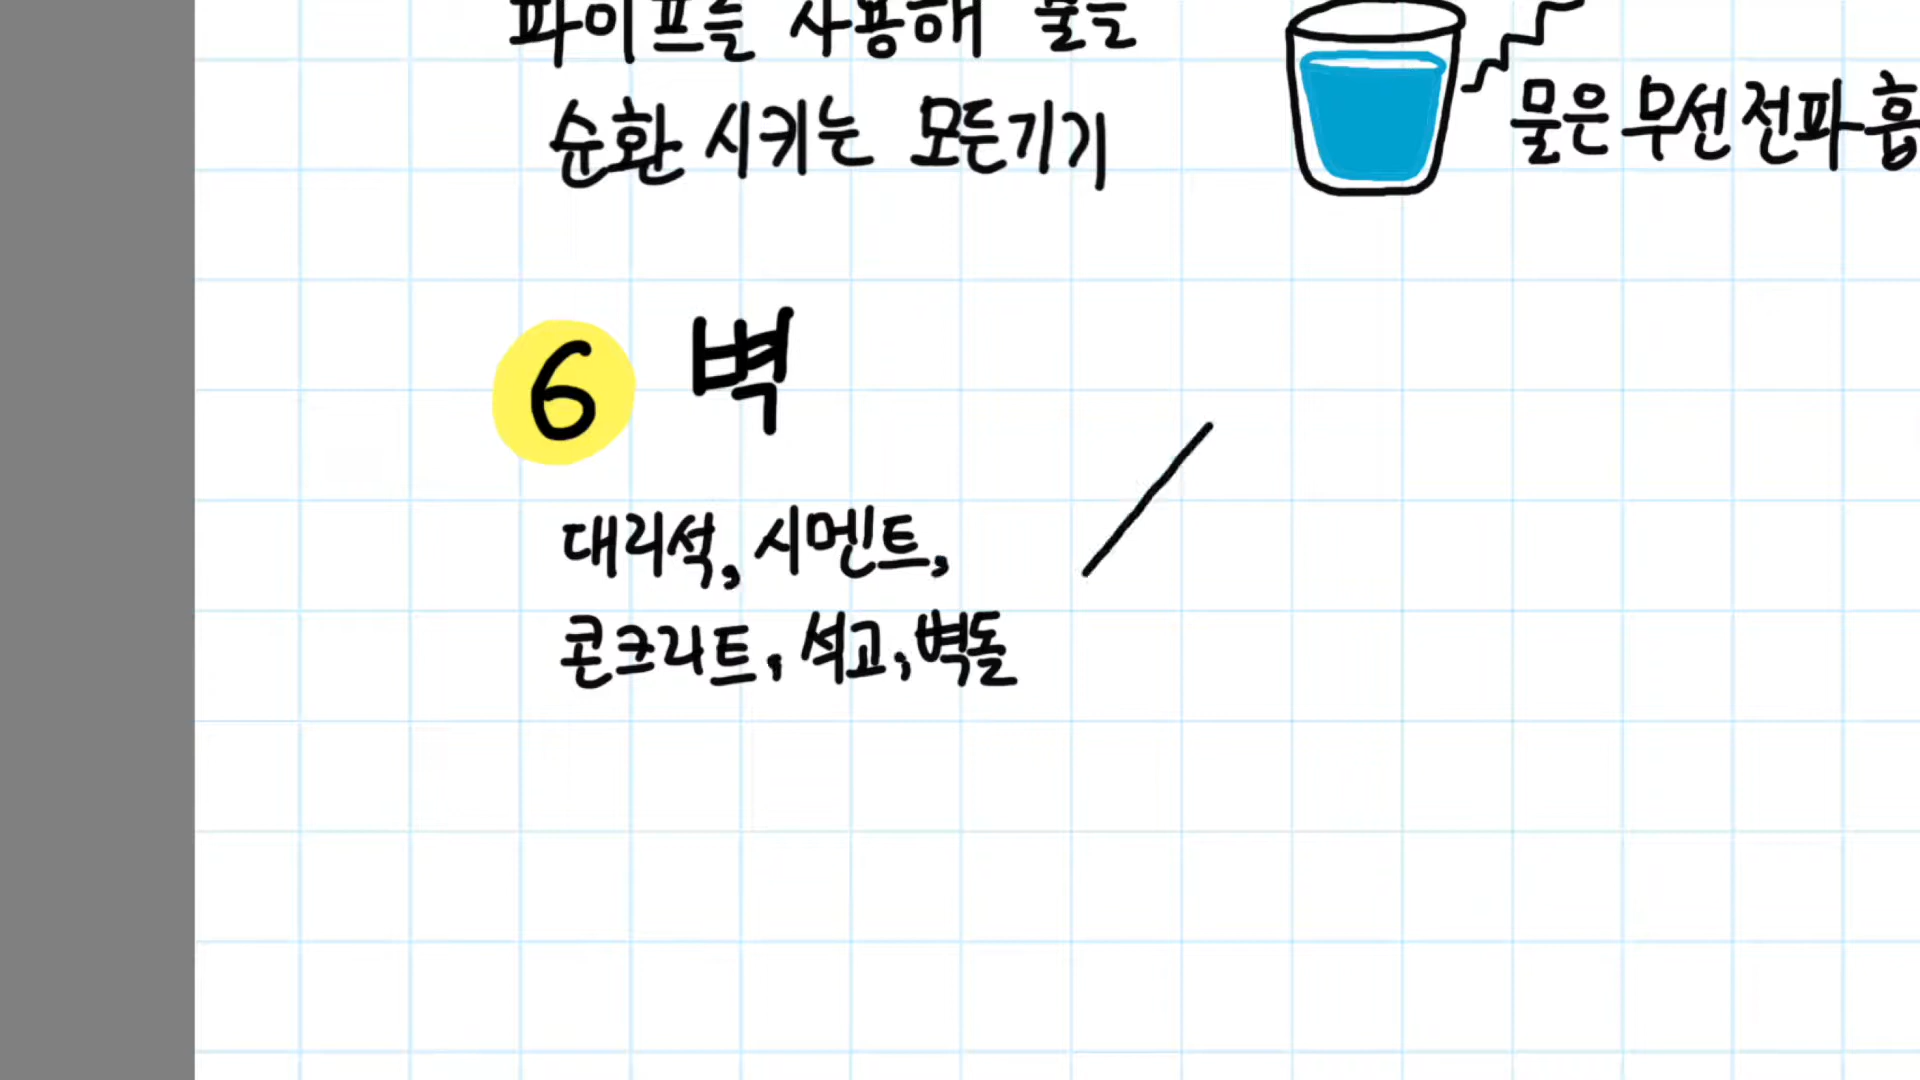 파이프를 사용해 물을
순환 시키는 모든기기
물은 무선 전파 흡
6 벽
대리석, 시멘트,
콘크리트, 석고, 벽돌